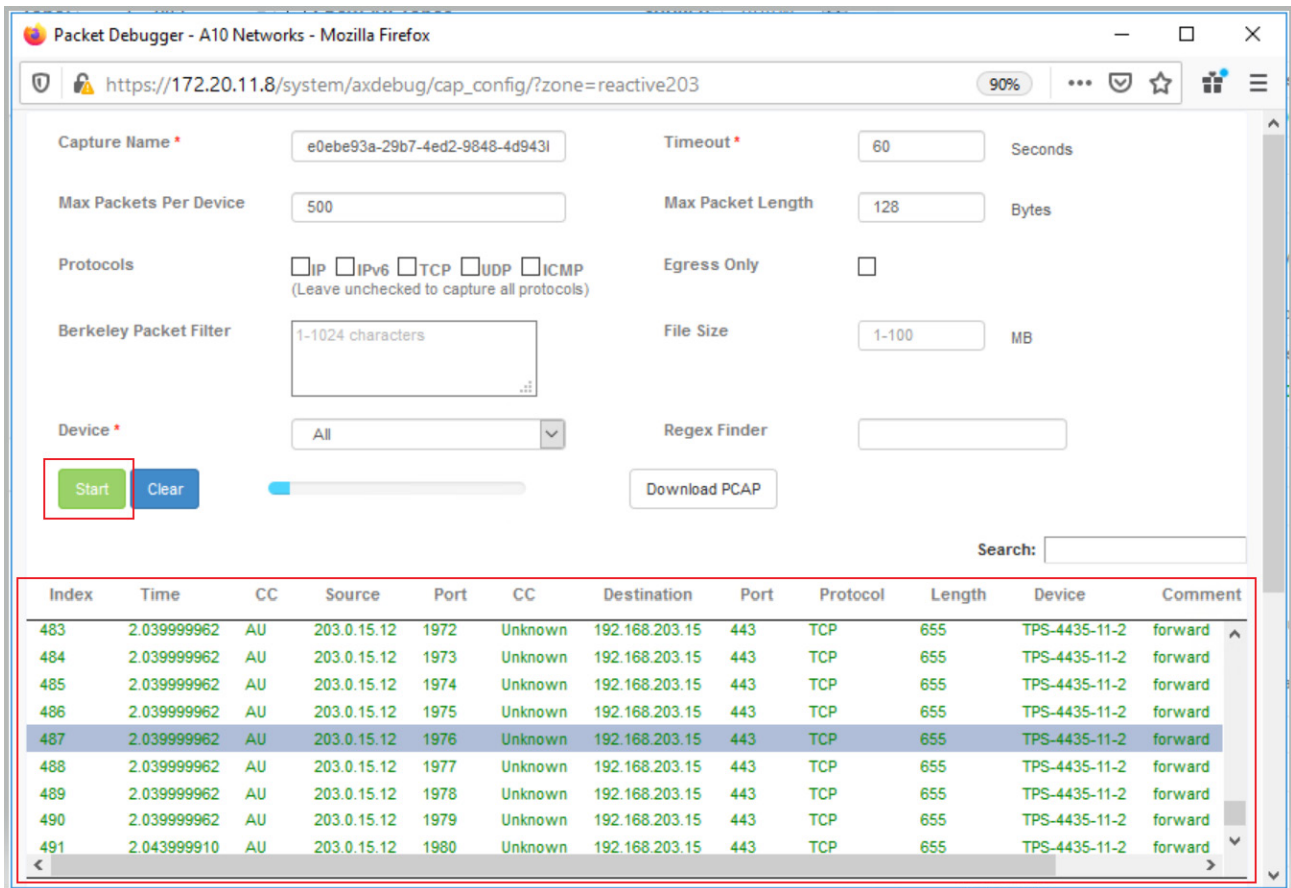 Packet Debugger - A10 Networks - Mozilla Firefox
https://172.20.11.8/system/axdebug/cap_config/?zone=reactive203 90%
Capture Name * e0ebe93a-29b7-4ed2-9848-4d943 Timeout * 60 Seconds
Max Packets Per Device 500 Max Packet Length 128 Bytes
Protocols IP IPv6 TCP UDP ICMP Egress Only
(Leave unchecked to capture all protocols)
Berkeley Packet Filter 1-1024 characters File Size 1-100 MB
Device * All Regex Finder
Start Clear Download PCAP
Search:
Index Time CC Source Port CC Destination Port Protocol Length Device Comment
483 2.039999962 AU 203.0.15.12 1972 Unknown 192.168.203.15 443 TCP 655 TPS-4435-11-2 forward
484 2.039999962 AU 203.0.15.12 1973 Unknown 192.168.203.15 443 TCP 655 TPS-4435-11-2 forward
485 2.039999962 AU 203.0.15.12 1974 Unknown 192.168.203.15 443 TCP 655 TPS-4435-11-2 forward
486 2.039999962 AU 203.0.15.12 1975 Unknown 192.168.203.15 443 TCP 655 TPS-4435-11-2 forward
487 2.039999962 AU 203.0.15.12 1976 Unknown 192.168.203.15 443 TCP 655 TPS-4435-11-2 forward
488 2.039999962 AU 203.0.15.12 1977 Unknown 192.168.203.15 443 TCP 655 TPS-4435-11-2 forward
489 2.039999962 AU 203.0.15.12 1978 Unknown 192.168.203.15 443 TCP 655 TPS-4435-11-2 forward
490 2.039999962 AU 203.0.15.12 1979 Unknown 192.168.203.15 443 TCP 655 TPS-4435-11-2 forward
491 2.043999910 AU 203.0.15.12 1980 Unknown 192.168.203.15 443 TCP 655 TPS-4435-11-2 forward